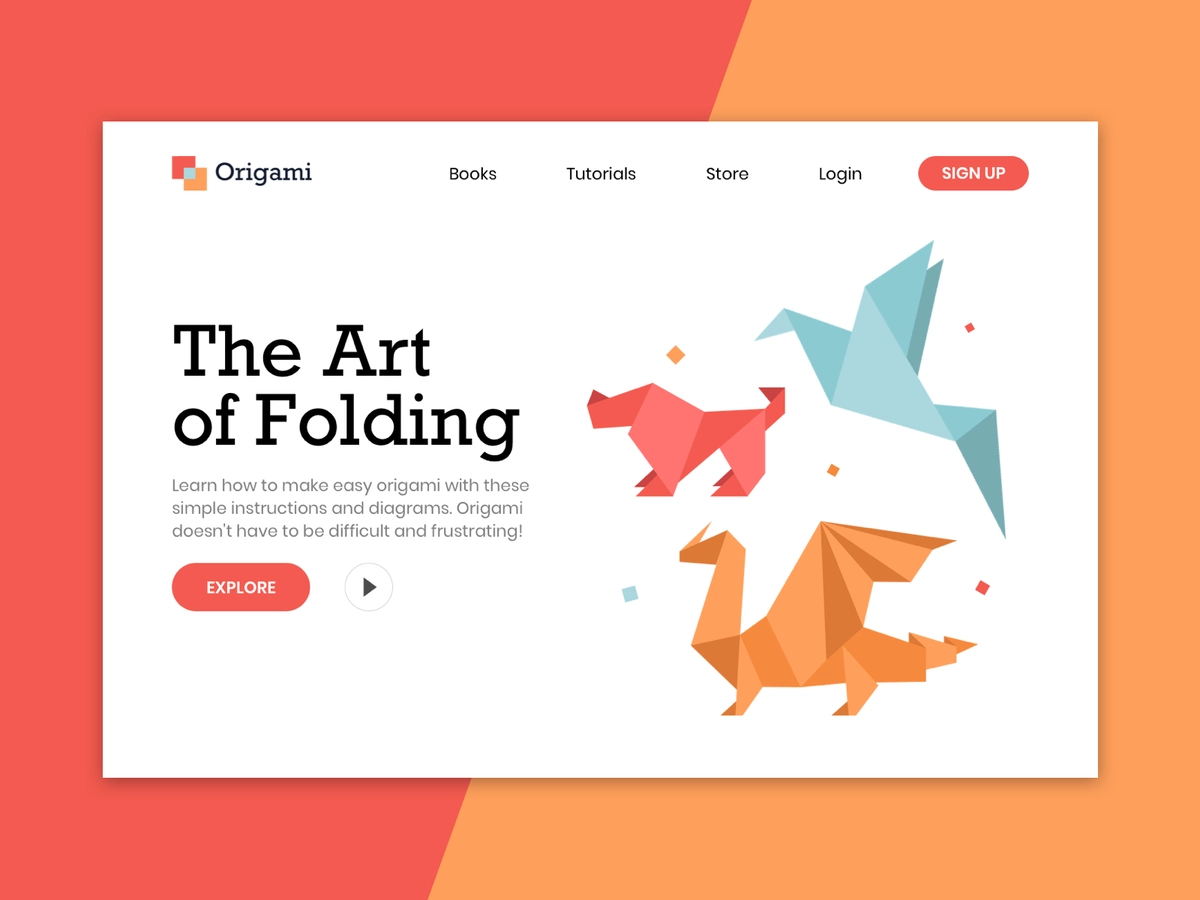 Origami
Books
Tutorials
Store
Login
SIGN UP
The Art
of Folding
Learn how to make easy origami with these
simple instructions and diagrams. Origami
doesn't have to be difficult and frustrating!
EXPLORE